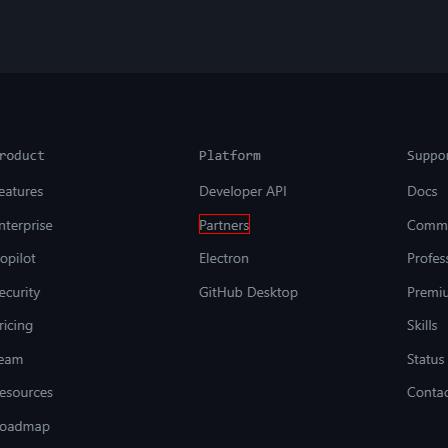 roduct
eatures
nterprise
opilot
ecurity
ricing
eam
esources
oadmap
Platform
Developer API
Partners
Electron
GitHub Desktop
Suppo
Docs
Comm
Profes
Premiu
Skills
Status
Contac